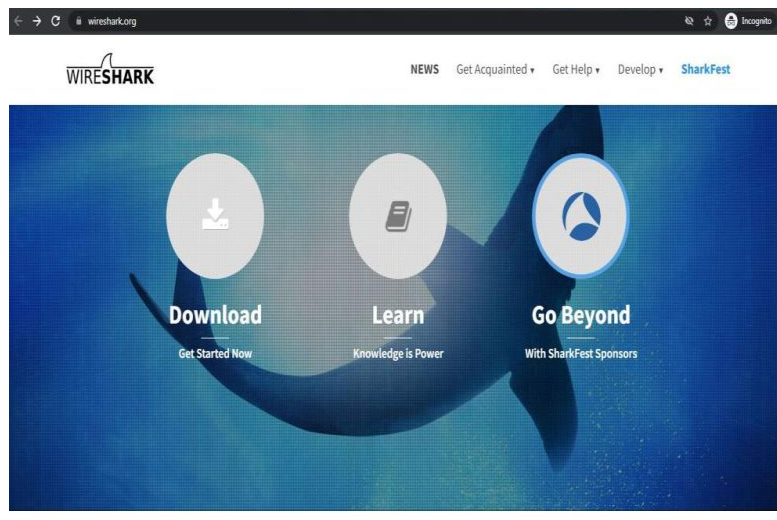 wireshark.org
Incognito
WIRESHARK
NEWS Get Acquainted ▾ Get Help ▾ Develop ▾ SharkFest
Download Learn Go Beyond
Get Started Now Knowledge is Power With SharkFest Sponsors